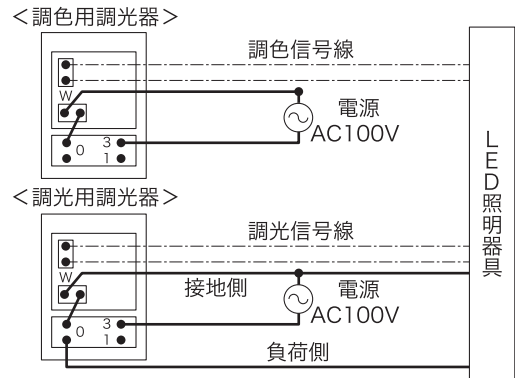 ＜調色用調光器＞
調色信号線
W
電源
AC100V
0
3
1
＜調光用調光器＞
調光信号線
W
接地側
電源
AC100V
0
3
1
負荷側
LED照明器具